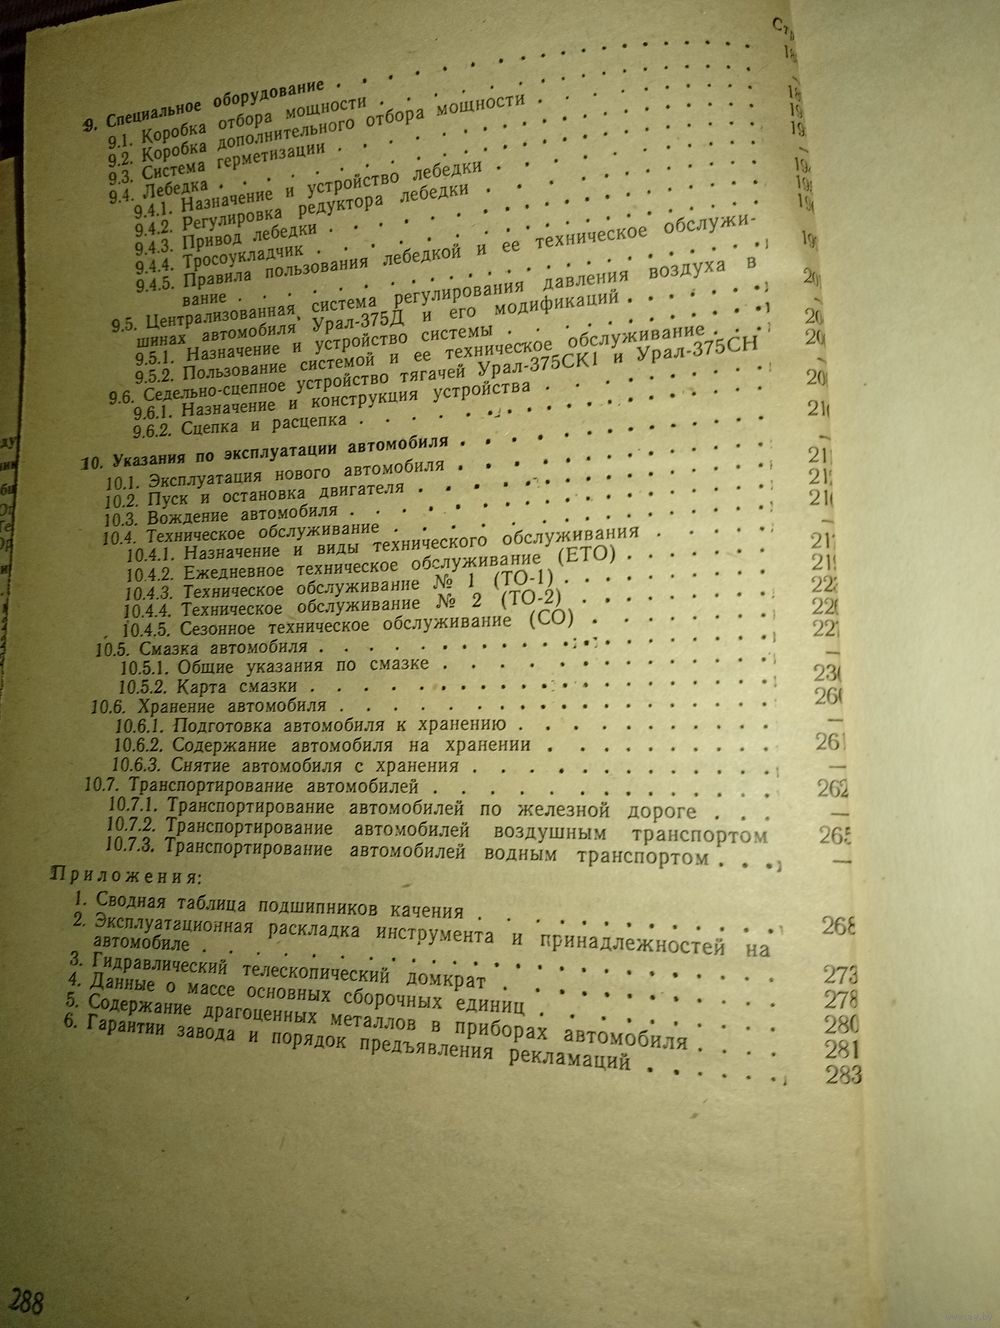 9. Специальное оборудование . . . . . . . . . . . . . .
9.1. Коробка отбора мощности . . . . . . . . . . . . . —
9.2. Коробка дополнительного отбора мощности . . . . . . .
9.3. Система герметизации . . . . . . . . . . . . . .
9.4. Лебедка . . . . . . . . . . . . . . . . . .
9.4.1. Назначение и устройство лебедки . . . . . . . . —
9.4.2. Регулировка редуктора лебедки . . . . . . . . .
9.4.3. Привод лебедки . . . . . . . . . . . . . .
9.4.4. Тросоукладчик . . . . . . . . . . . . . .
9.4.5. Правила пользования лебедкой и ее техническое обслужи-
вание . . . . . . . . . . . . . . . . .
9.5. Централизованная система регулирования давления воздуха в
шинах автомобиля Урал-375Д и его модификаций . . . . . .
9.5.1. Назначение и устройство системы . . . . . . . . —
9.5.2. Пользование системой и ее техническое обслуживание . . .
9.6. Седельно-сцепное устройство тягачей Урал-375СК1 и Урал-375СН
9.6.1. Назначение и конструкция устройства . . . . . . . —
9.6.2. Сцепка и расцепка . . . . . . . . . . . . .
10. Указания по эксплуатации автомобиля . . . . . . . . . .
10.1. Эксплуатация нового автомобиля . . . . . . . . . . —
10.2. Пуск и остановка двигателя . . . . . . . . . . . .
10.3. Вождение автомобиля . . . . . . . . . . . . . .
10.4. Техническое обслуживание . . . . . . . . . . . . .
10.4.1. Назначение и виды технического обслуживания . . . . —
10.4.2. Ежедневное техническое обслуживание (ЕТО) . . . . .
10.4.3. Техническое обслуживание № 1 (ТО-1) . . . . . . .
10.4.4. Техническое обслуживание № 2 (ТО-2) . . . . . . .
10.4.5. Сезонное техническое обслуживание (СО) . . . . . .
10.5. Смазка автомобиля . . . . . . . . . . . . . . .
10.5.1. Общие указания по смазке . . . . . . . . . . —
10.5.2. Карта смазки . . . . . . . . . . . . . .
10.6. Хранение автомобиля . . . . . . . . . . . . . .
10.6.1. Подготовка автомобиля к хранению . . . . . . . . —
10.6.2. Содержание автомобиля на хранении . . . . . . . 261
10.6.3. Снятие автомобиля с хранения . . . . . . . . . —
10.7. Транспортирование автомобилей . . . . . . . . . . . 262
10.7.1. Транспортирование автомобилей по железной дороге . . . —
10.7.2. Транспортирование автомобилей воздушным транспортом 265
10.7.3. Транспортирование автомобилей водным транспортом . . . —
Приложения:
1. Сводная таблица подшипников качения . . . . . . . . . 268
2. Эксплуатационная раскладка инструмента и принадлежностей на
автомобиле . . . . . . . . . . . . . . . . . . 273
3. Гидравлический телескопический домкрат . . . . . . . . . 278
4. Данные о массе основных сборочных единиц . . . . . . . . 280
5. Содержание драгоценных металлов в приборах автомобиля . . . . 281
6. Гарантии завода и порядок предъявления рекламаций . . . . . 283
288